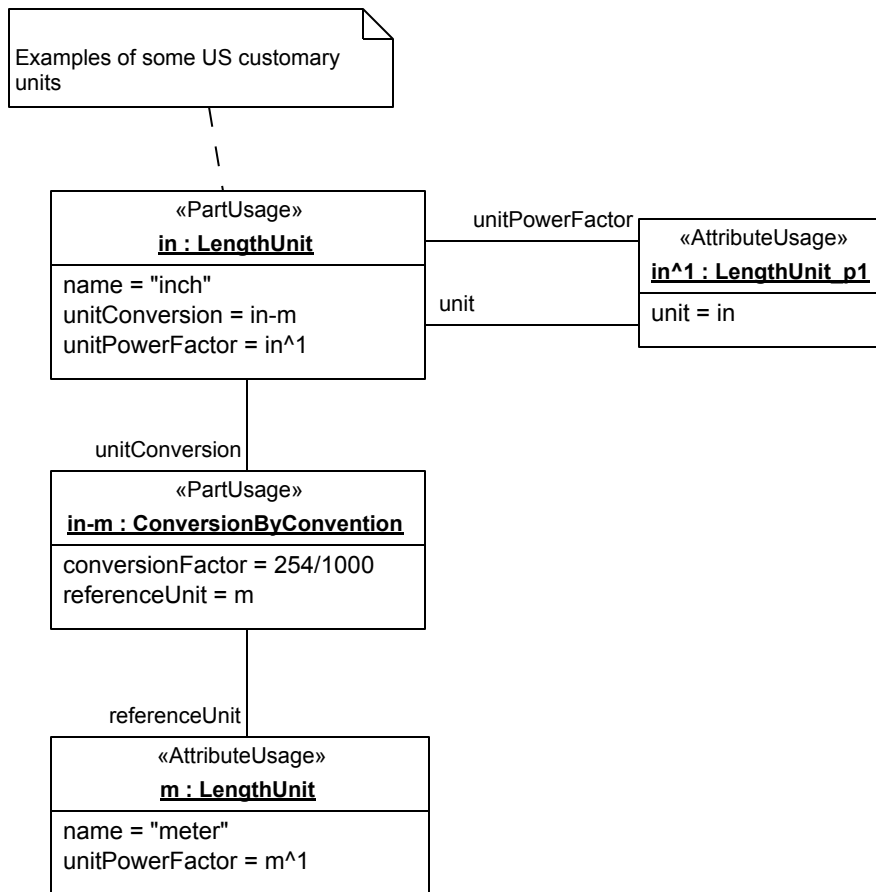 Examples of some US customary
units
«PartUsage»
in : LengthUnit
name = "inch"
unitConversion = in-m
unitPowerFactor = in^1
unitPowerFactor
unit
«AttributeUsage»
in^1 : LengthUnit_p1
unit = in
unitConversion
«PartUsage»
in-m : ConversionByConvention
conversionFactor = 254/1000
referenceUnit = m
referenceUnit
«AttributeUsage»
m : LengthUnit
name = "meter"
unitPowerFactor = m^1